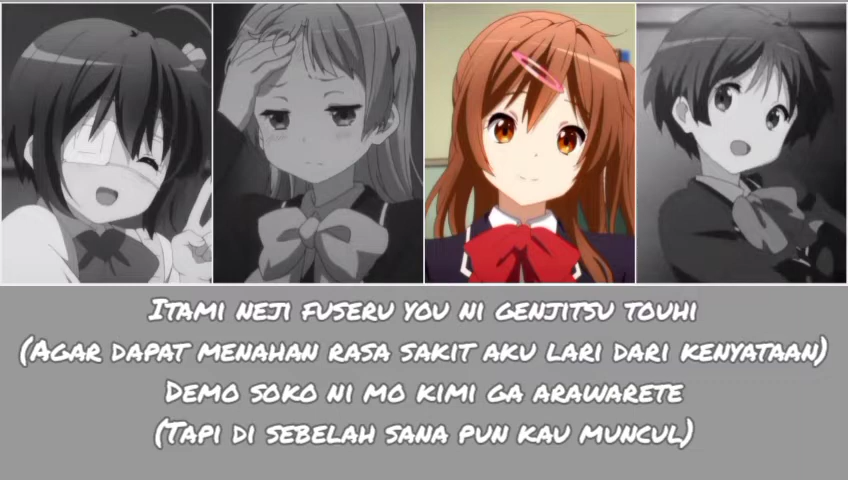 Itami neji fuseru you ni genjitsu touhi
(Agar dapat menahan rasa sakit aku lari dari kenyataan)
Demo soko ni mo kimi ga arawarete
(Tapi di sebelah sana pun kau muncul)